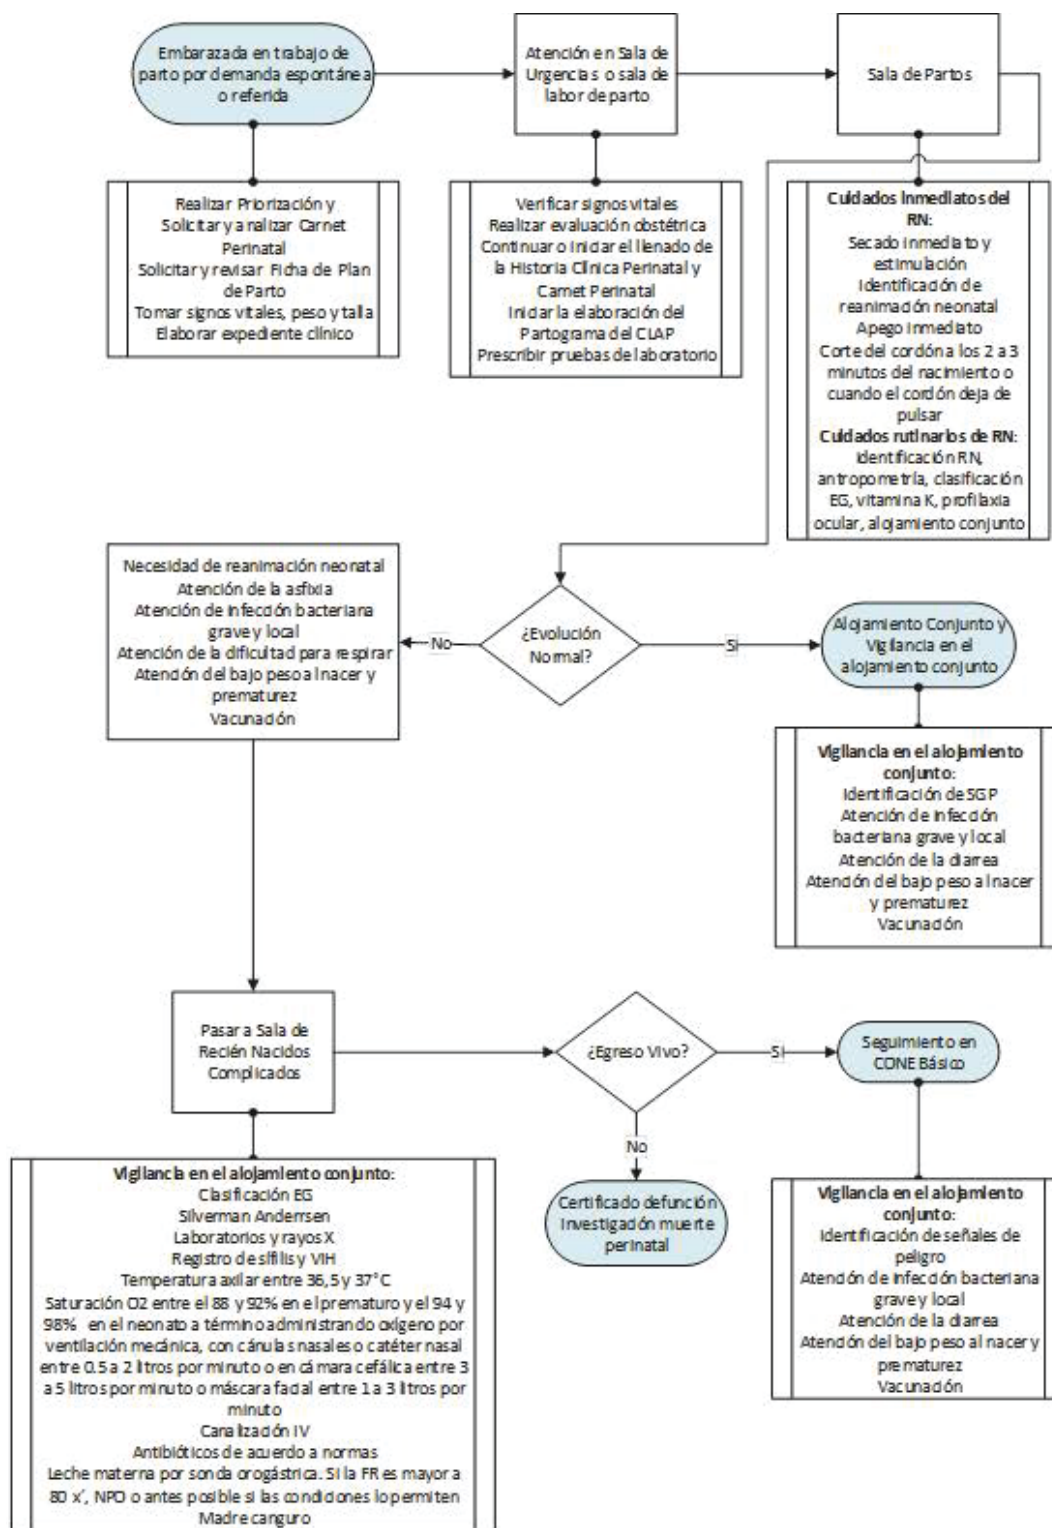 Embarazada en trabajo de
parto por demanda espontánea
o referida
Atención en Sala de
Urgencias o sala de
labor de parto
Sala de Partos
Realizar Priorización y
Solicitar y analizar Carnet
Perinatal
Solicitar y revisar Ficha de Plan
de Parto
Tomar signos vitales, peso y talla
Elaborar expediente clínico
Verificar signos vitales
Realizar evaluación obstétrica
Continuar o iniciar el llenado de
la Historia Clínica Perinatal y
Carnet Perinatal
Iniciar la elaboración del
Partograma del CLAP
Prescribir pruebas de laboratorio
Cuidados inmediatos del
RN:
Secado inmediato y
estimulación
Identificación de
reanimación neonatal
Apego inmediato
Corte del cordón a los 2 a 3
minutos del nacimiento o
cuando el cordón deja de
pulsar
Cuidados rutinarios de RN:
identificación RN,
antropometría, clasificación
EG, vitamina K, profilaxia
ocular, alojamiento conjunto
Necesidad de reanimación neonatal
Atención de la asfixia
Atención de infección bacteriana
grave y local
Atención de la dificultad para respirar
Atención del bajo peso al nacer y
prematurez
Vacunación
No
¿Evolución
Normal?
Si
Alojamiento Conjunto y
Vigilancia en el
alojamiento conjunto
Vigilancia en el alojamiento
conjunto:
Identificación de SGP
Atención de infección
bacteriana grave y local
Atención de la diarrea
Atención del bajo peso al nacer
y prematurez
Vacunación
Pasar a Sala de
Recién Nacidos
Complicados
¿Egreso Vivo?
Si
Seguimiento en
CONE Básico
No
Certificado defunción
Investigación muerte
perinatal
Vigilancia en el alojamiento conjunto:
Clasificación EG
Silverman Anderrsen
Laboratorios y rayos X
Registro de sífilis y VIH
Temperatura axilar entre 36,5 y 37°C
Saturación O2 entre el 88 y 92% en el prematuro y el 94 y
98% en el neonato a término administrando oxígeno por
ventilación mecánica, con cánulas nasales o catéter nasal
entre 0.5 a 2 litros por minuto o en cámara cefálica entre 3
a 5 litros por minuto o máscara facial entre 1 a 3 litros por
minuto
Canalización IV
Antibióticos de acuerdo a normas
Leche materna por sonda orogástrica. Si la FR es mayor a
80 x', NPO o antes posible si las condiciones lo permiten
Madre canguro
Vigilancia en el alojamiento
conjunto:
Identificación de señales de
peligro
Atención de infección bacteriana
grave y local
Atención de la diarrea
Atención del bajo peso al nacer y
prematurez
Vacunación